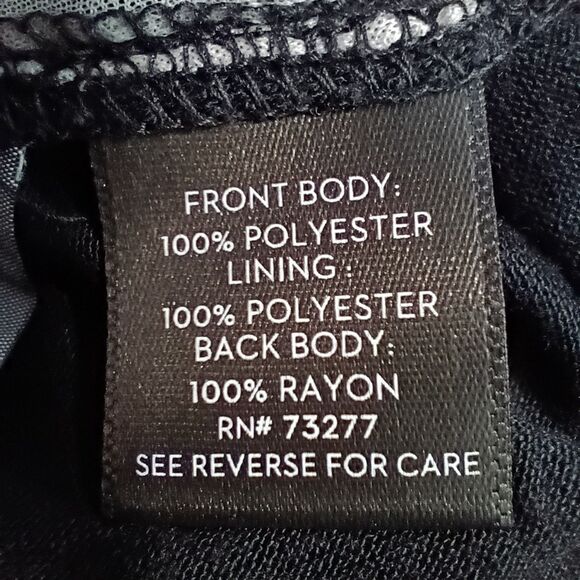 FRONT BODY:
100% POLYESTER
LINING:
100% POLYESTER
BACK BODY:
100% RAYON
RN# 73277
SEE REVERSE FOR CARE